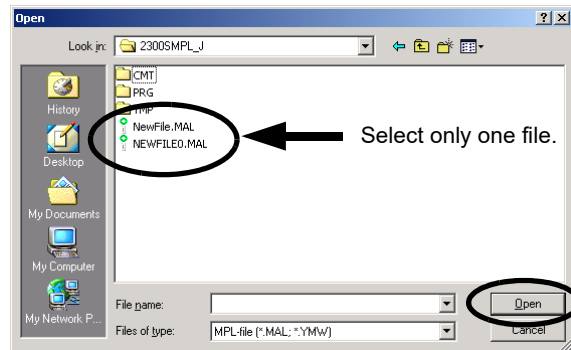 Open
Look in:
2300SMPL_J
CMT
PRG
TMP
NewFile.MAL
NEWFILE0.MAL
Select only one file.
History
Desktop
My Documents
My Computer
My Network P...
File name:
Open
Files of type:
MPL-file (*.MAL; *.YMW)
Cancel